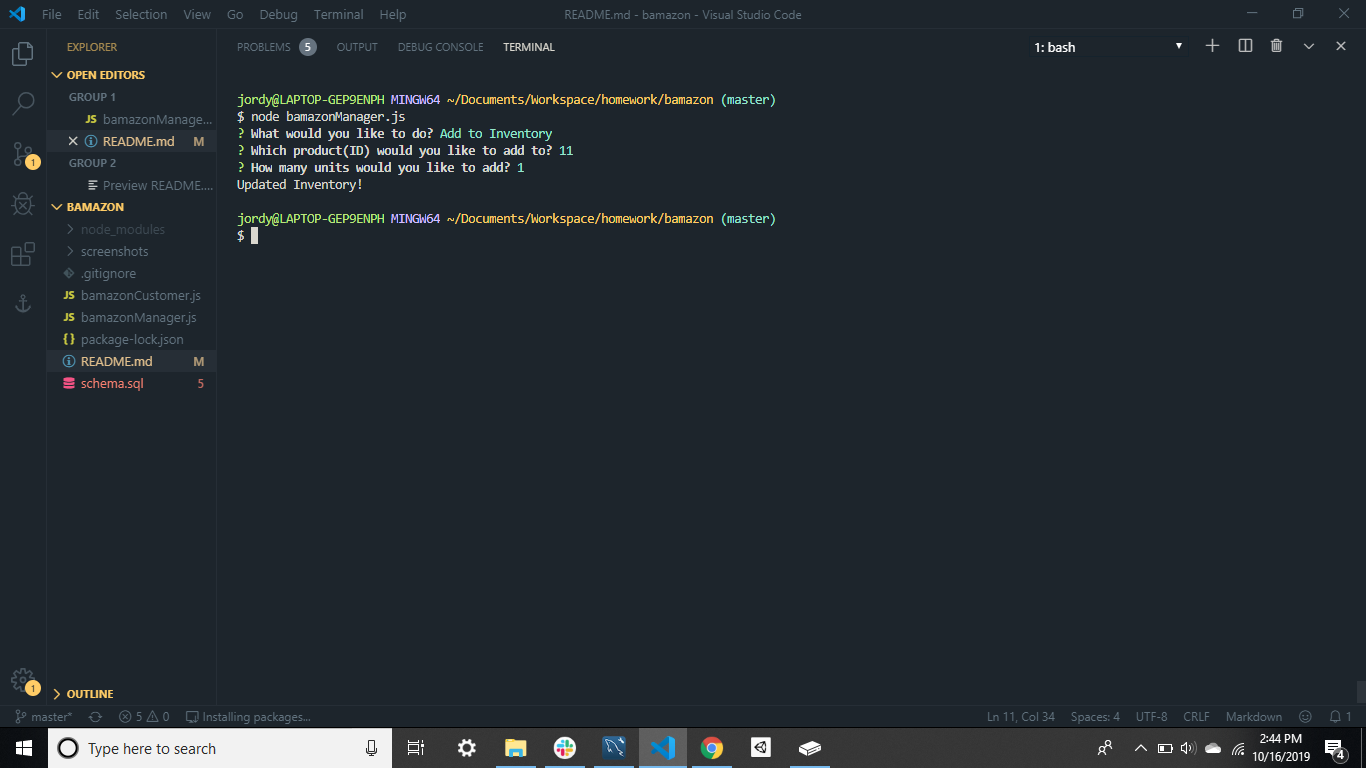 File Edit Selection View Go Debug Terminal Help
README.md - bamazon - Visual Studio Code
EXPLORER
OPEN EDITORS
GROUP 1
JS bamazonManage...
README.md M
GROUP 2
Preview README....
BAMAZON
node_modules
screenshots
.gitignore
JS bamazonCustomer.js
JS bamazonManager.js
{} package-lock.json
README.md M
schema.sql 5
OUTLINE
1
1
PROBLEMS 5 OUTPUT DEBUG CONSOLE TERMINAL
1: bash
jordy@LAPTOP-GEP9ENPH MINGW64 ~/Documents/Workspace/homework/bamazon (master)
$ node bamazonManager.js
? What would you like to do? Add to Inventory
? Which product(ID) would you like to add to? 11
? How many units would you like to add? 1
Updated Inventory!
jordy@LAPTOP-GEP9ENPH MINGW64 ~/Documents/Workspace/homework/bamazon (master)
$
master* 5 0 Installing packages...
Ln 11, Col 34 Spaces: 4 UTF-8 CRLF Markdown 1
Type here to search
2:44 PM
10/16/2019
4